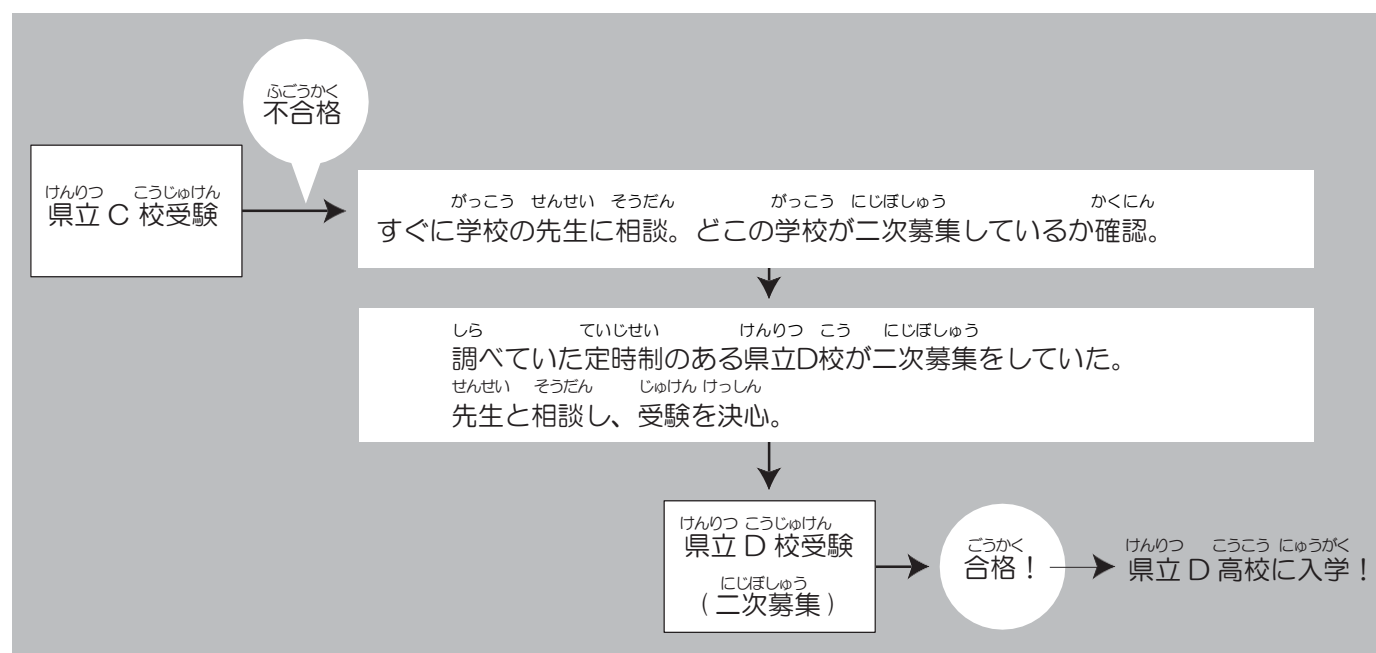 ふごうかく
不合格
けんりつ こうじゅけん
県立 C 校受験
がっこう せんせい そうだん がっこう にじぼしゅう かくにん
すぐに学校の先生に相談。どこの学校が二次募集しているか確認。
しら ていじせい けんりつ こう にじぼしゅう
調べていた定時制のある県立D校が二次募集をしていた。
せんせい そうだん じゅけん けっしん
先生と相談し、受験を決心。
けんりつ こうじゅけん
県立 D 校受験
にじぼしゅう
(二次募集)
ごうかく
合格！
けんりつ こうこう にゅうがく
県立 D 高校に入学！